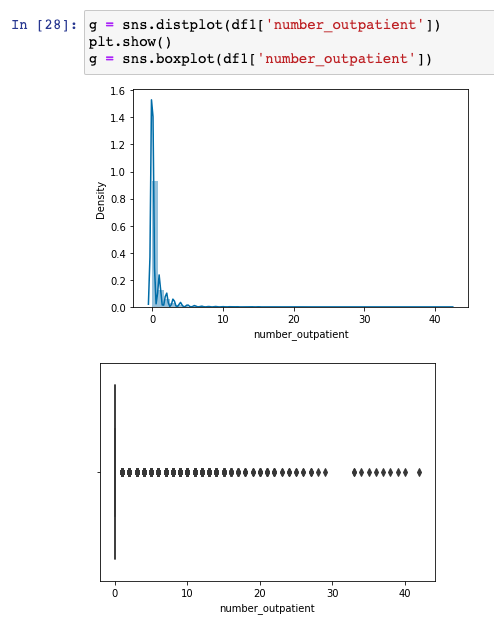 In [28]: g = sns.distplot(df1['number_outpatient'])
plt.show()
g = sns.boxplot(df1['number_outpatient'])
1.6
1.4
1.2
1.0
0.8
0.6
0.4
0.2
0.0
Density
0 10 20 30 40
number_outpatient
0 10 20 30 40
number_outpatient